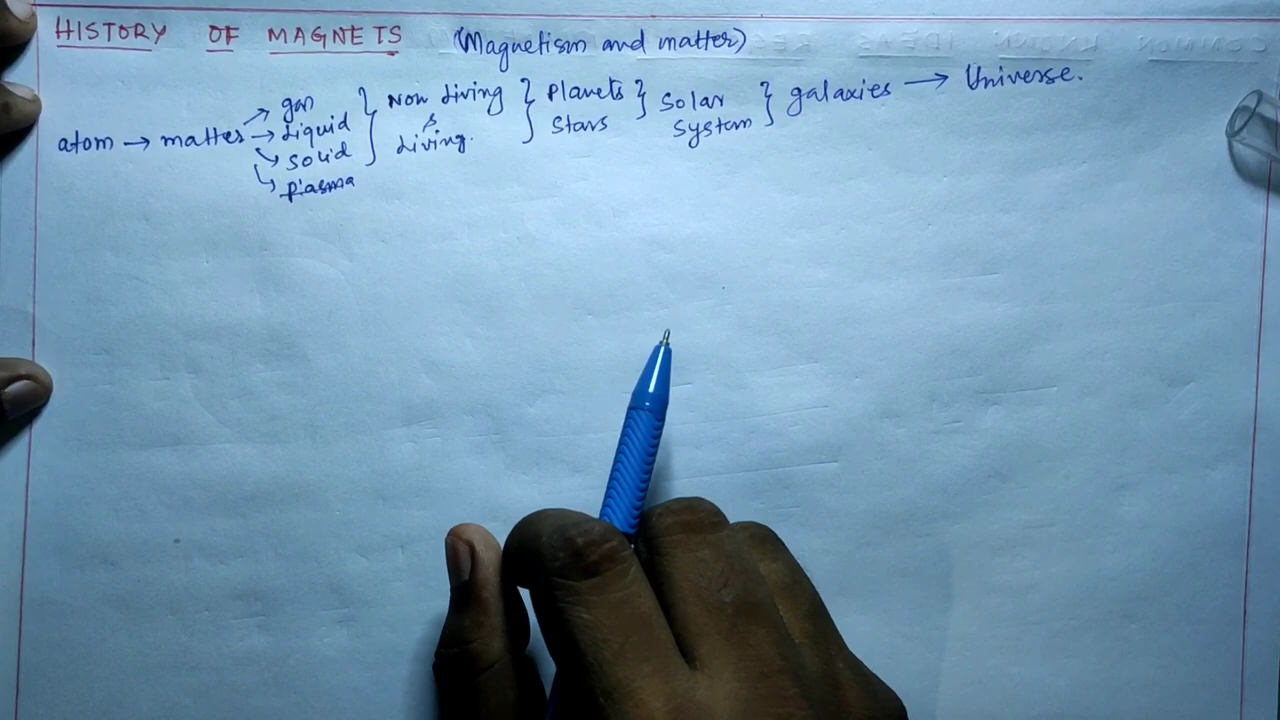 HISTORY OF MAGNETS (Magnetism and matter)
atom → matter → gas } Non living } Planets } Solar } galaxies → Universe.
→ Liquid & Stars System
→ Solid living.
→ Plasma